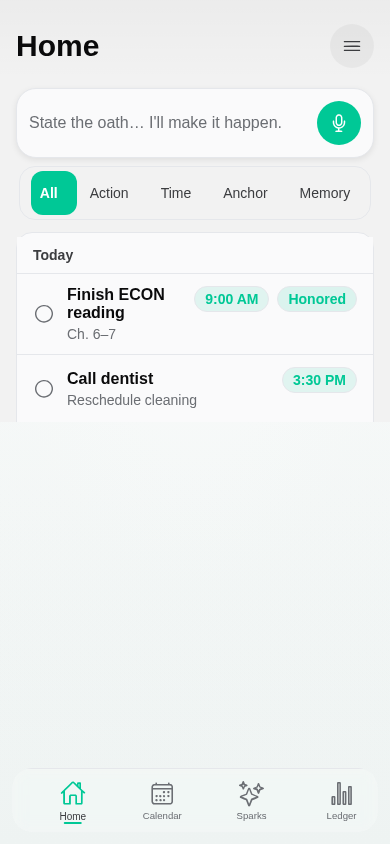 Home
State the oath… I'll make it happen.
All Action Time Anchor Memory
Today
Finish ECON reading
9:00 AM Honored
Ch. 6–7
Call dentist
3:30 PM
Reschedule cleaning
Home Calendar Sparks Ledger